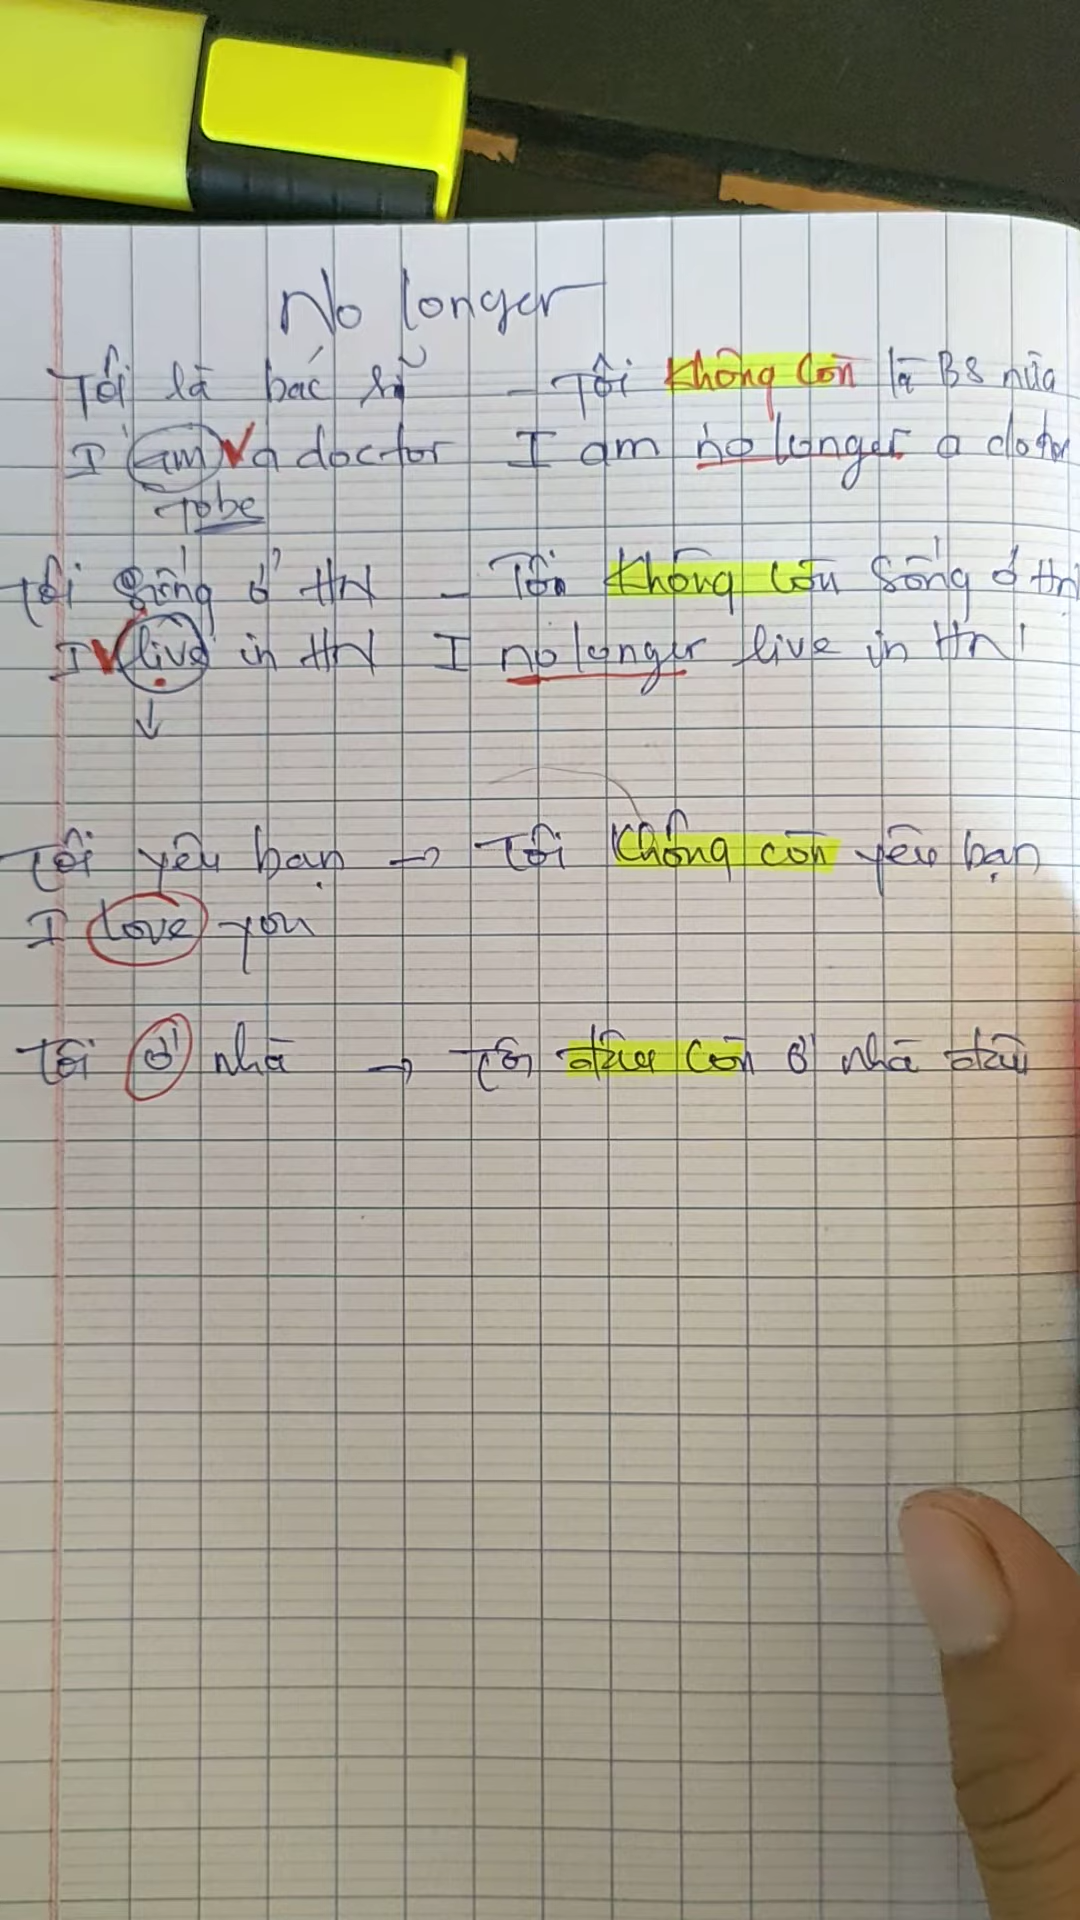 No longer
Tôi là bác sĩ - Tôi không còn là BS nữa
I am v a doctor I am no longer a doctor
Tobe
Tôi sống ở HN - Tôi không còn sống ở HN
I v live in HN I no longer live in HN
Tôi yêu bạn → Tôi không còn yêu bạn
I love you
Tôi ở nhà → Tôi đâu còn ở nhà đâu